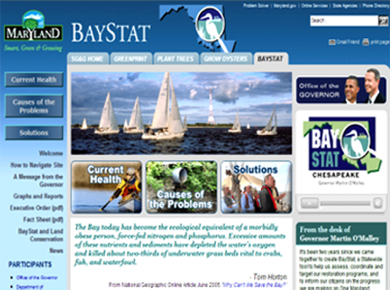 Problem Solver | Maryland.gov | Online Services | State Agencies | Phone Directory
MARYLAND
Smart, Green & Growing
BAYSTAT
Search
Email Friend print page
SG&G HOME GREENPRINT PLANT TREES GROW OYSTERS BAYSTAT
Current Health
Causes of the
Problems
Solutions
Welcome
How to Navigate Site
A Message from the
Governor
Graphs and Reports
Executive Order (pdf)
Fact Sheet (pdf)
BayStat and Land
Conservation
News
PARTICIPANTS
Office of the Governor
Department of
Current
Health
Causes of
the Problems
Solutions
The Bay today has become the ecological equivalent of a morbidly
obese person, force-fed nitrogen and phosphorus. Excessive amounts
of these nutrients and sediments have depleted the water's oxygen
and killed about two-thirds of underwater grass beds vital to crabs,
fish, and waterfowl.
- Tom Horton
From National Geographic Online Article June 2005 "Why Can't We Save the Bay?"
Office of the
GOVERNOR
BAY
STAT
CHESAPEAKE
Governor Martin O'Malley
From the desk of
Governor Martin O'Malley
It's been two years since we came
together to create BayStat, a Statewide
tool to help us assess, coordinate and
target our restoration programs, and
to inform our citizens on the progress
we are making as One Maryland